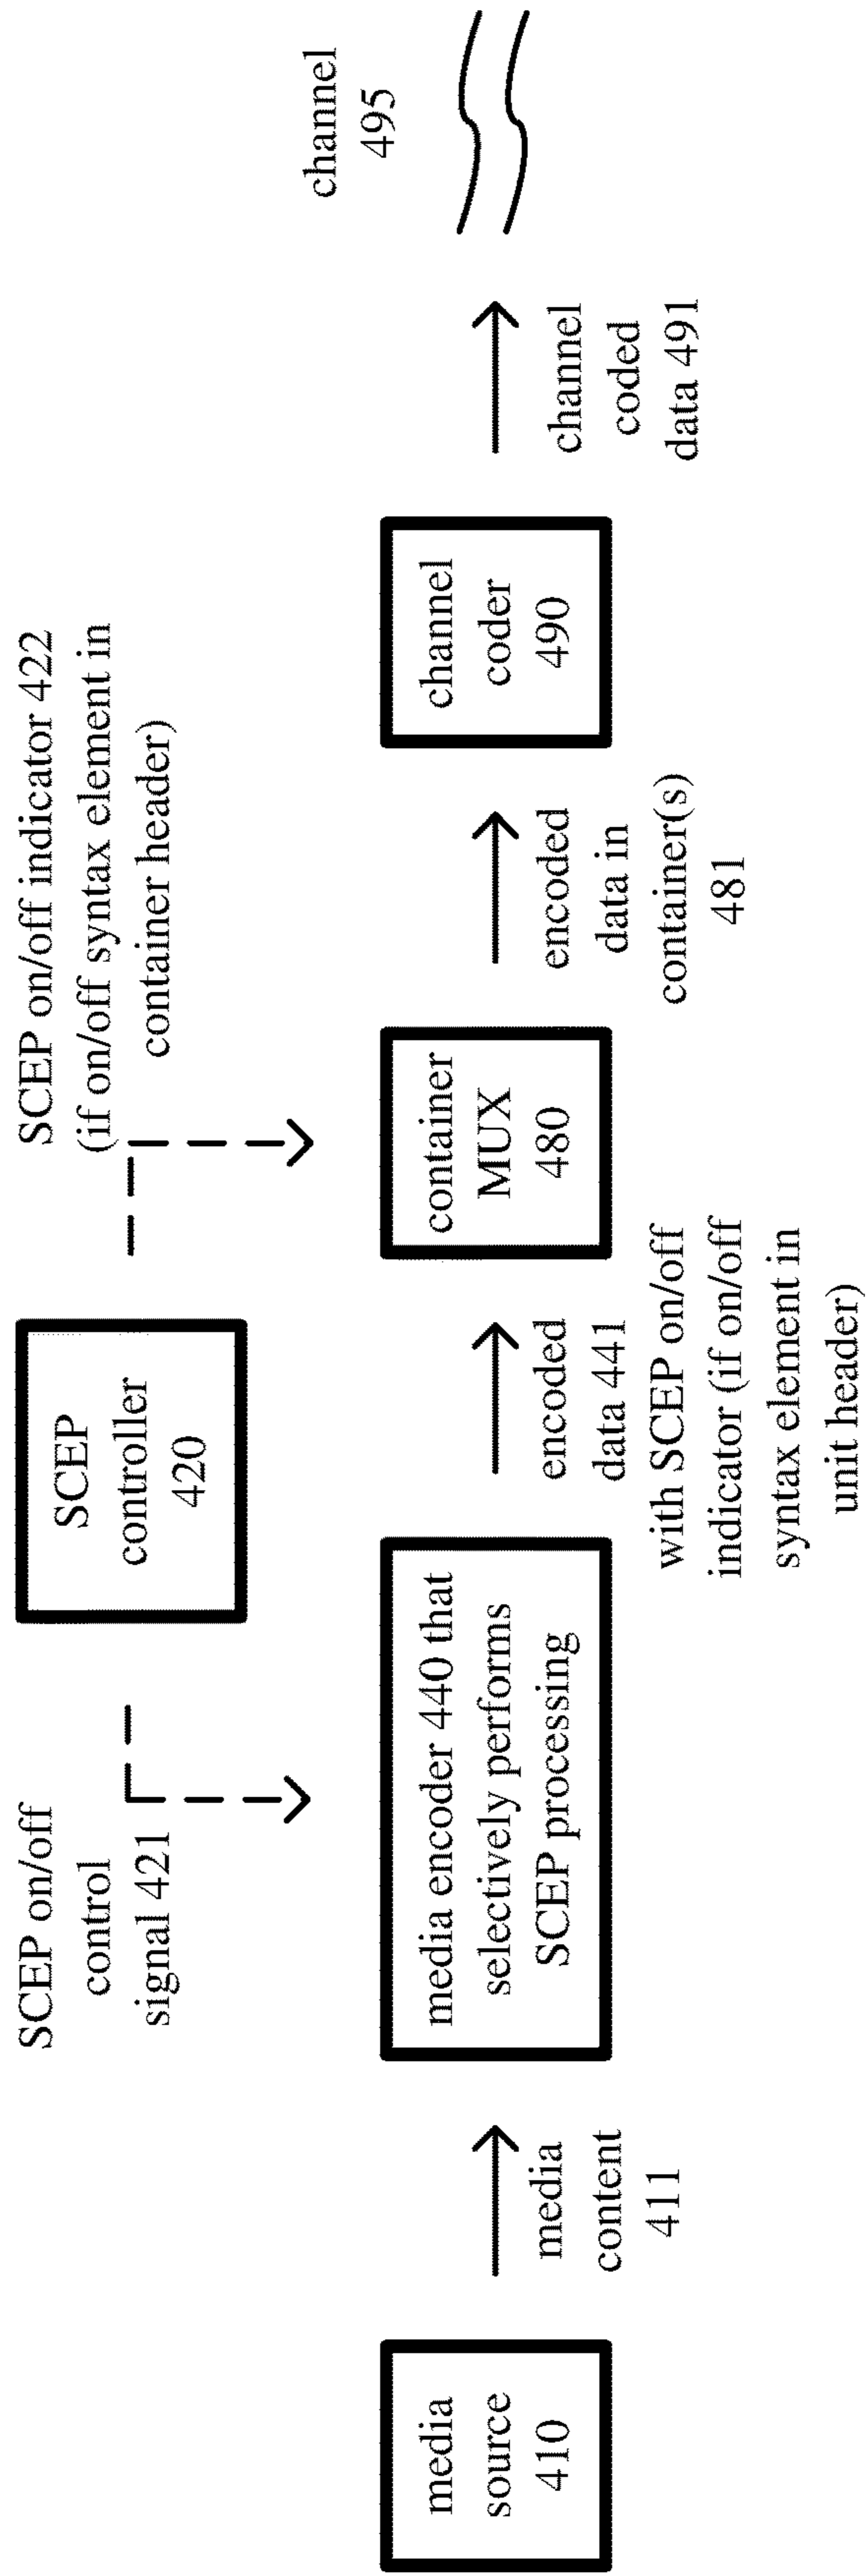 SCEP on/off
control
signal 421
SCEP
controller
420
SCEP on/off indicator 422
(if on/off syntax element in
container header)
media
source
410
media
content
411
media encoder 440 that
selectively performs
SCEP processing
encoded
data 441
with SCEP on/off
indicator (if on/off
syntax element in
unit header)
container
MUX
480
encoded
data in
container(s)
481
channel
coder
490
channel
coded
data 491
channel
495